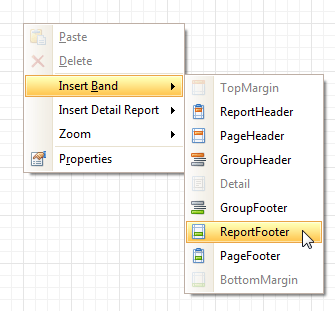 Paste
Delete
Insert Band
Insert Detail Report
Zoom
Properties
TopMargin
ReportHeader
PageHeader
GroupHeader
Detail
GroupFooter
ReportFooter
PageFooter
BottomMargin